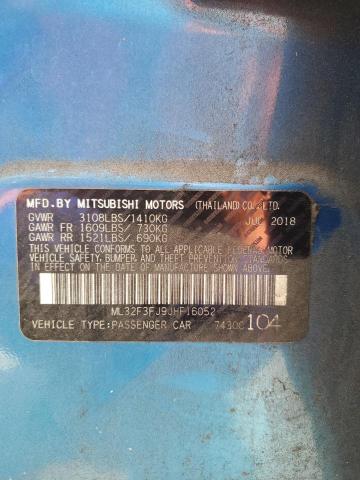 MFD.BY MITSUBISHI MOTORS (THAILAND) CO.,LTD.
GVWR 3108LBS/1410KG JUL 2018
GAWR FR 1609LBS/ 730KG
GAWR RR 1521LBS/ 690KG
THIS VEHICLE CONFORMS TO ALL APPLICABLE FEDERAL MOTOR
VEHICLE SAFETY, BUMPER AND THEFT PREVENTION STANDARDS
IN EFFECT ON THE DATE OF MANUFACTURE SHOWN ABOVE.
ML32F3FJ9JHF16052
VEHICLE TYPE:PASSENGER CAR 7430C 104